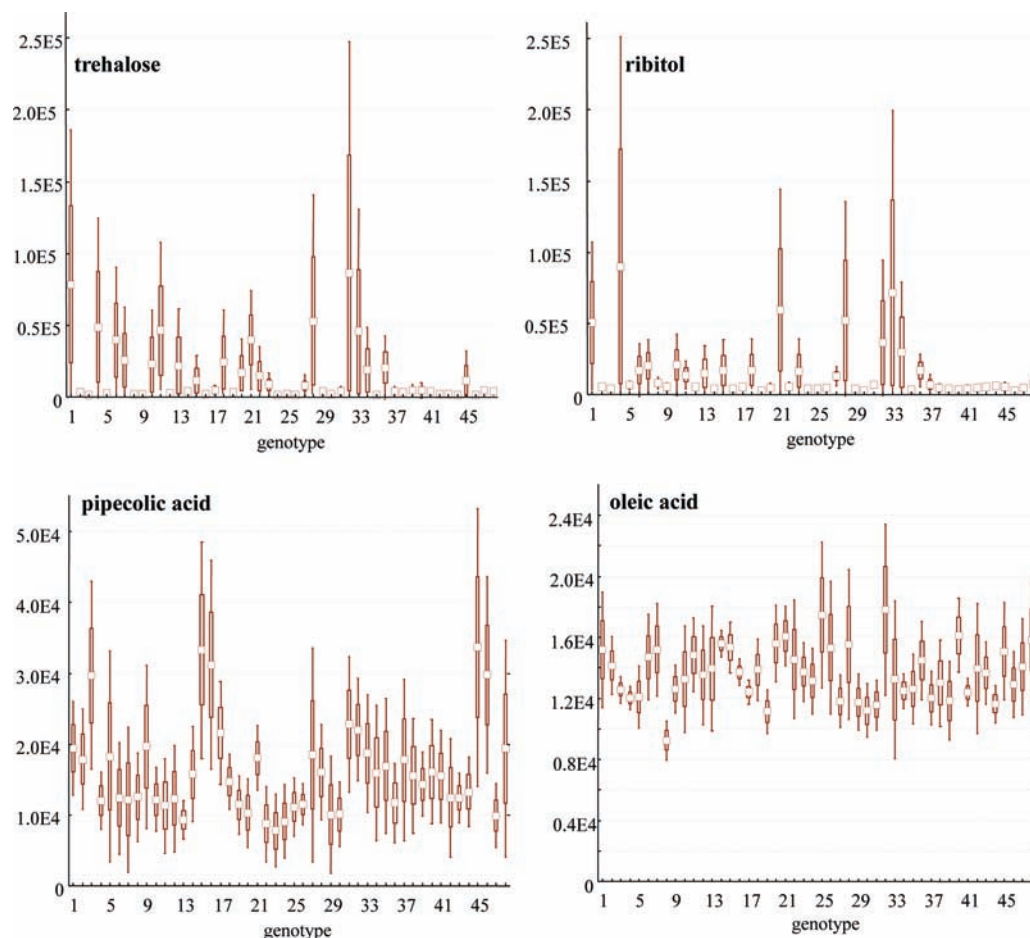 trehalose
2.5E5
2.0E5
1.5E5
1.0E5
0.5E5
0
1 5 9 13 17 21 25 29 33 37 41 45
genotype
ribitol
2.5E5
2.0E5
1.5E5
1.0E5
0.5E5
0
1 5 9 13 17 21 25 29 33 37 41 45
genotype
pipecolic acid
5.0E4
4.0E4
3.0E4
2.0E4
1.0E4
0
1 5 9 13 17 21 25 29 33 37 41 45
genotype
oleic acid
2.4E4
2.0E4
1.6E4
1.2E4
0.8E4
0.4E4
0
1 5 9 13 17 21 25 29 33 37 41 45
genotype